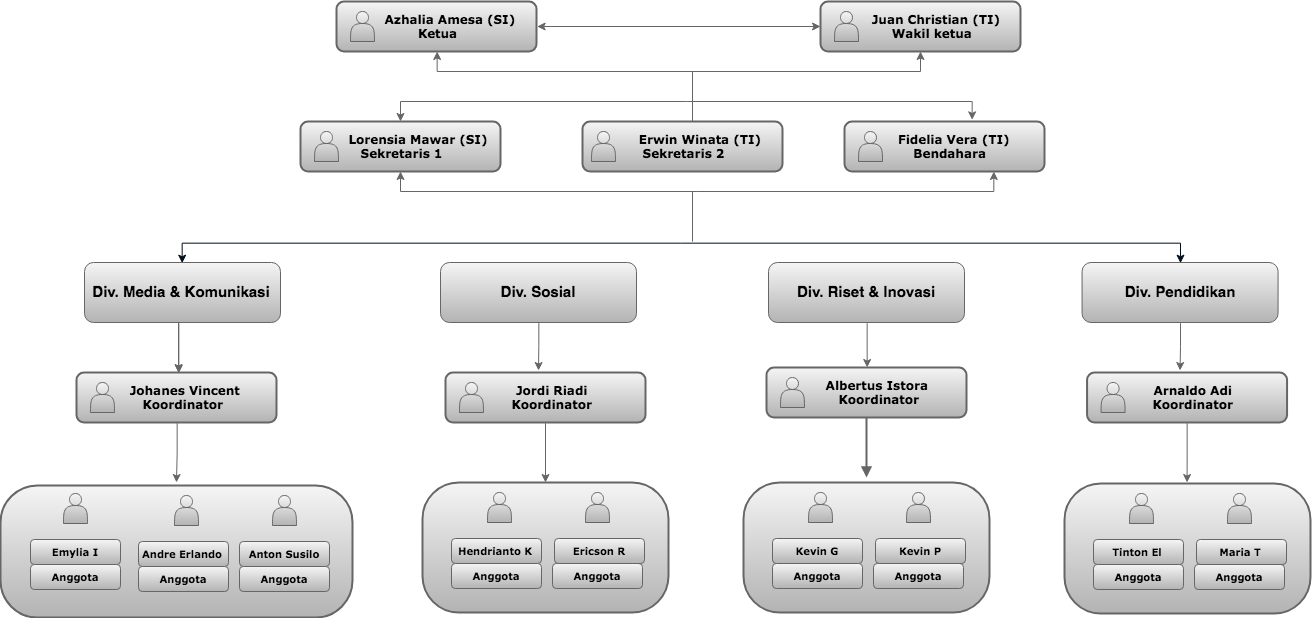 Azhalia Amesa (SI)
Ketua
Juan Christian (TI)
Wakil ketua
Lorensia Mawar (SI)
Sekretaris 1
Erwin Winata (TI)
Sekretaris 2
Fidelia Vera (TI)
Bendahara
Div. Media & Komunikasi
Div. Sosial
Div. Riset & Inovasi
Div. Pendidikan
Johanes Vincent
Koordinator
Jordi Riadi
Koordinator
Albertus Istora
Koordinator
Arnaldo Adi
Koordinator
Emylia I
Anggota
Andre Erlando
Anggota
Anton Susilo
Anggota
Hendrianto K
Anggota
Ericson R
Anggota
Kevin G
Anggota
Kevin P
Anggota
Tinton El
Anggota
Maria T
Anggota